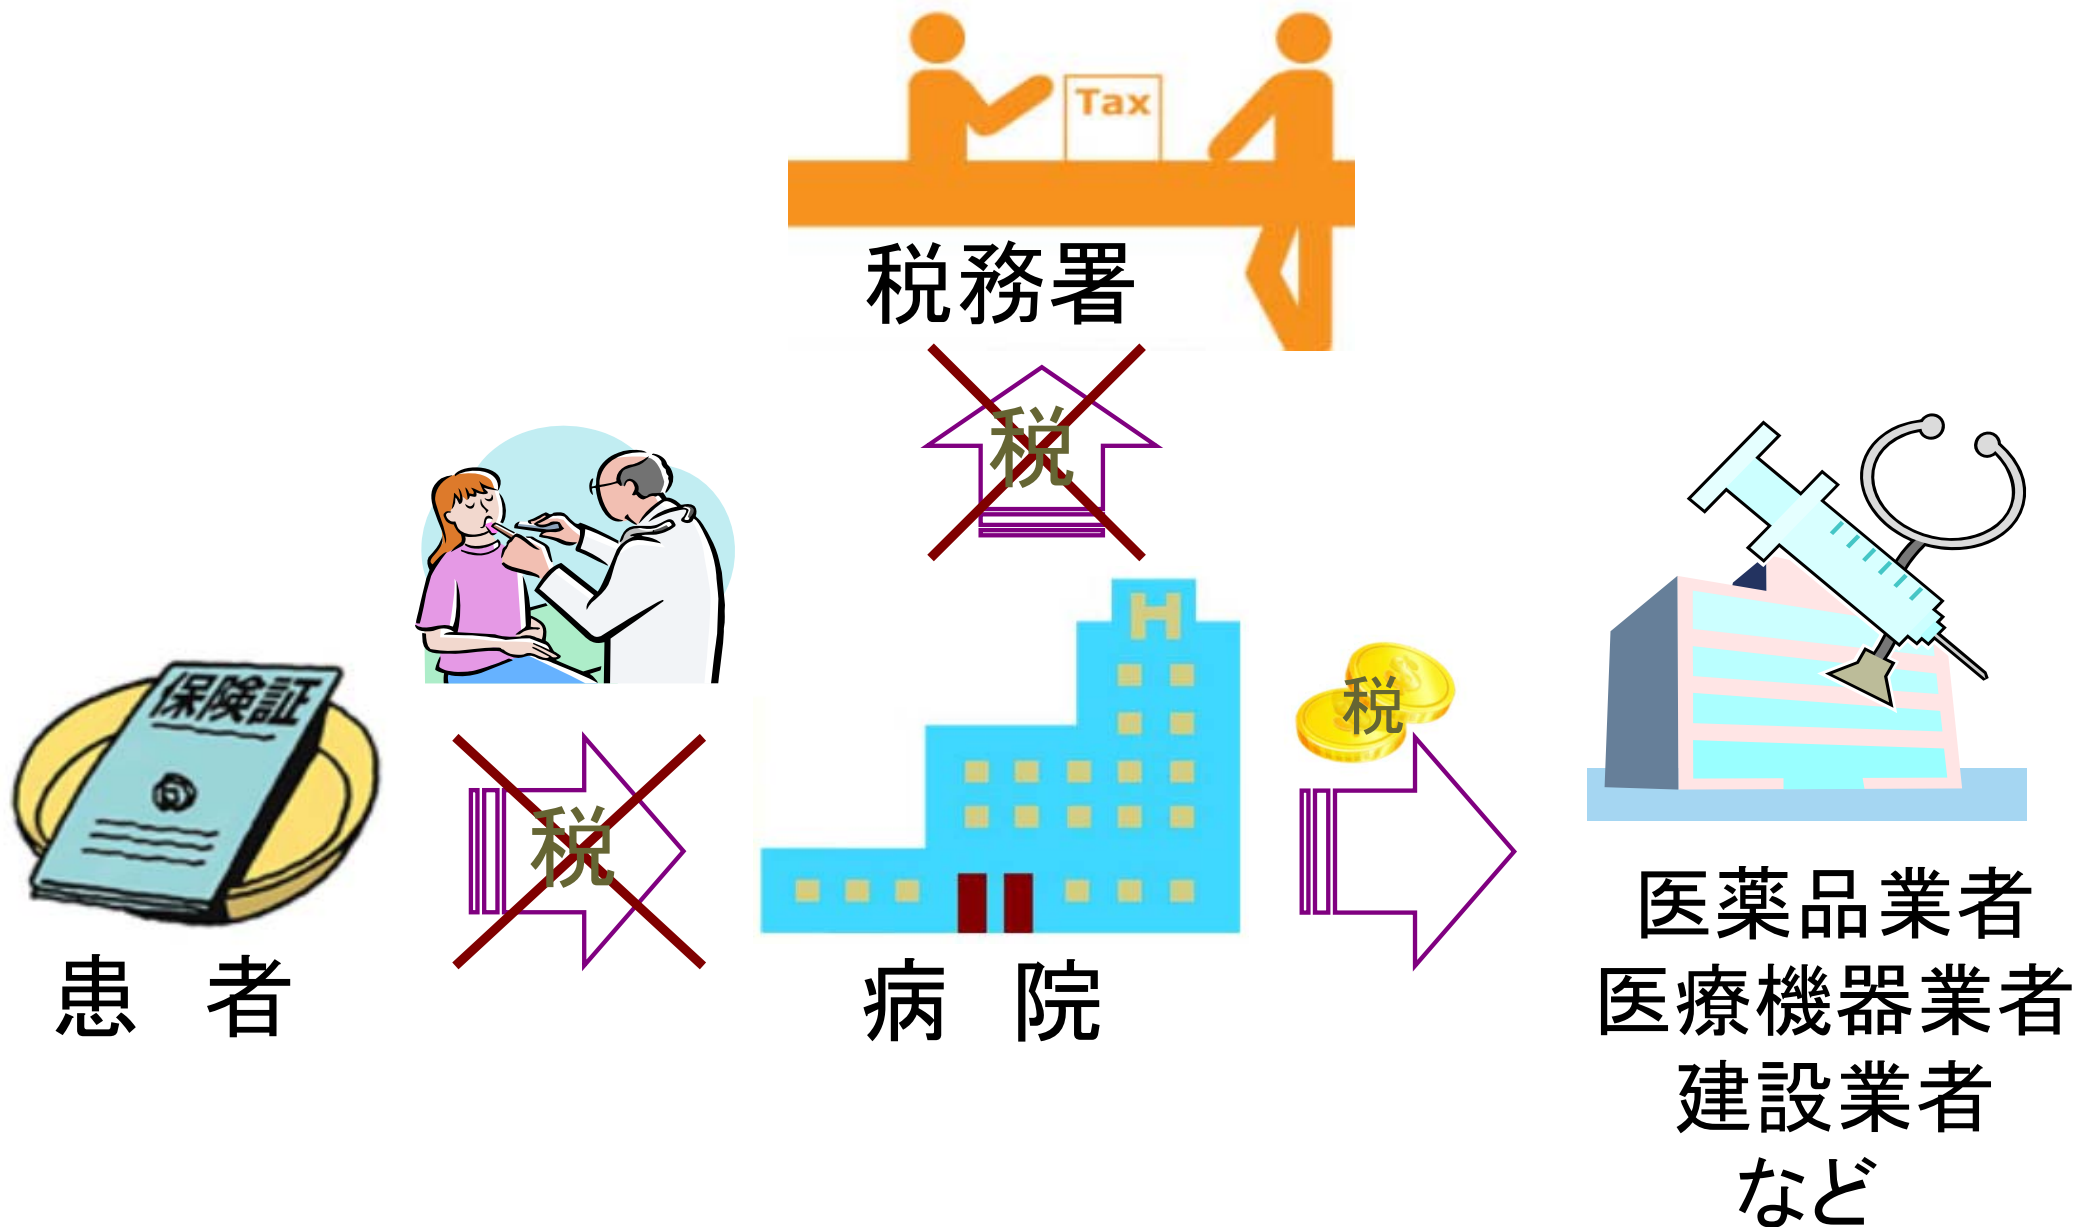 Tax
税務署
税
保険証
H
税
税
患　者
病　院
医薬品業者
医療機器業者
建設業者
など